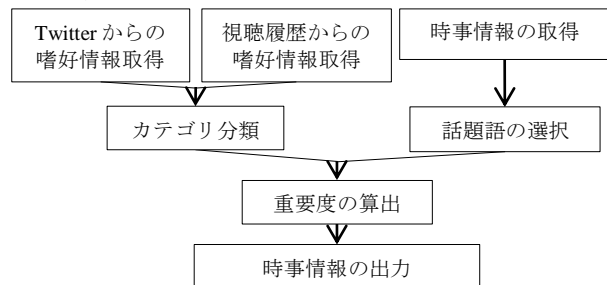 Twitter からの
嗜好情報取得
視聴履歴からの
嗜好情報取得
時事情報の取得
カテゴリ分類
話題語の選択
重要度の算出
時事情報の出力